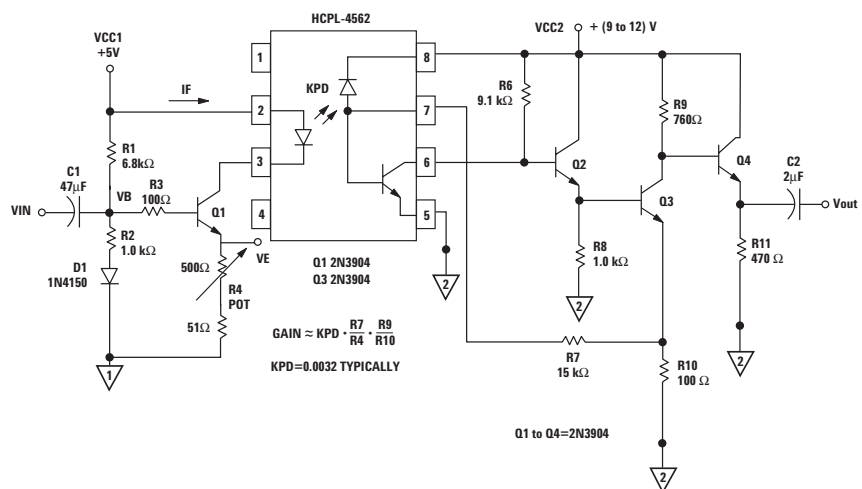 HCPL-4562
VCC1
+5V
VCC2
+ (9 to 12) V
1
2
3
4
8
7
6
5
IF
KPD
R1
6.8kΩ
C1
47µF
VB
R3
100Ω
VIN
Q1
R2
1.0 kΩ
D1
1N4150
500Ω
VE
R4
POT
51Ω
1
R6
9.1 kΩ
R9
760Ω
Q2
Q4
C2
2µF
Q3
Vout
R8
1.0 kΩ
R11
470 Ω
2
2
Q1 2N3904
Q3 2N3904
GAIN ≈ KPD · R7/R4 · R9/R10
KPD=0.0032 TYPICALLY
R7
15 kΩ
R10
100 Ω
2
Q1 to Q4=2N3904
2